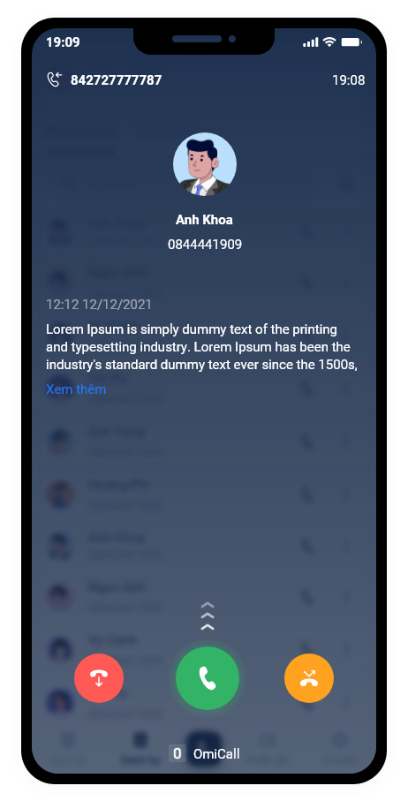 19:09
842727777787 19:08
Anh Khoa
0844441909
12:12 12/12/2021
Lorem Ipsum is simply dummy text of the printing
and typesetting industry. Lorem Ipsum has been the
industry's standard dummy text ever since the 1500s,
Xem thêm
0 OmiCall